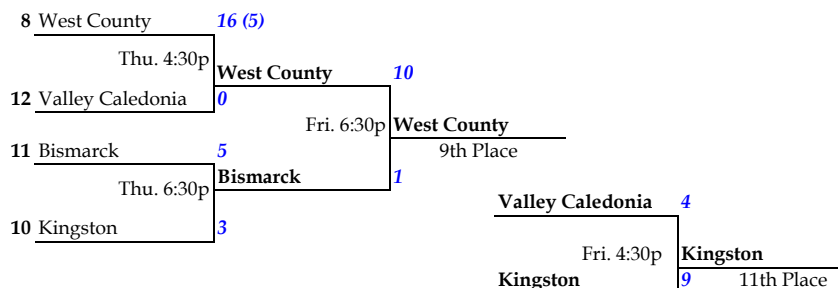 8 West County 16 (5)
Thu. 4:30p
West County 10
12 Valley Caledonia 0
Fri. 6:30p West County
11 Bismarck 5
9th Place
Thu. 6:30p
Bismarck 1
Valley Caledonia 4
10 Kingston 3
Fri. 4:30p Kingston
Kingston 9 11th Place